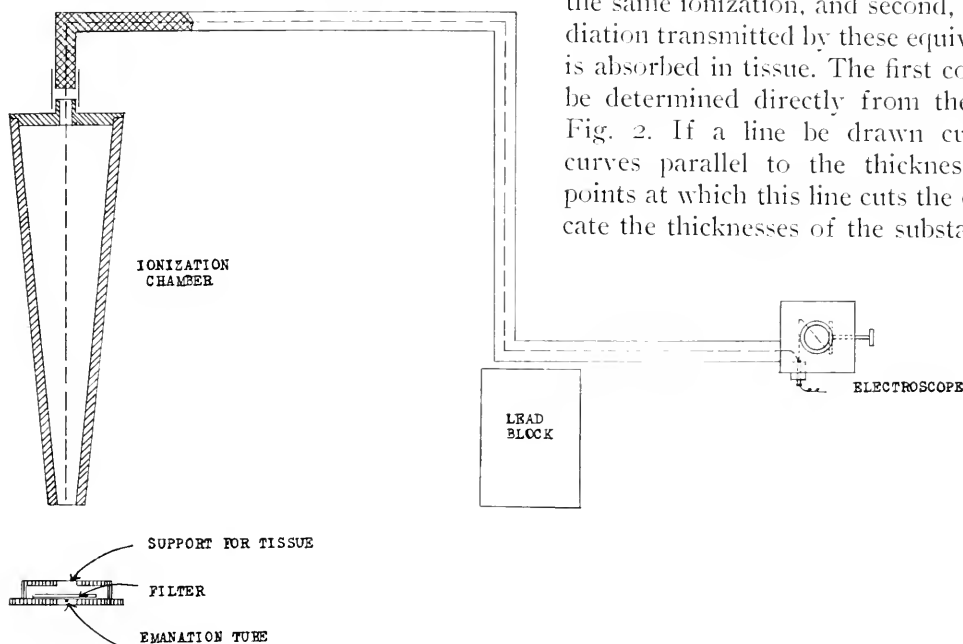 the same ionization, and second,
diation transmitted by these equiv
is absorbed in tissue. The first co
be determined directly from the
Fig. 2. If a line be drawn cu
curves parallel to the thicknes
points at which this line cuts the
cate the thicknesses of the substa
IONIZATION
CHAMBER
ELECTROSCOPE
LEAD
BLOCK
SUPPORT FOR TISSUE
FILTER
EMANATION TUBE